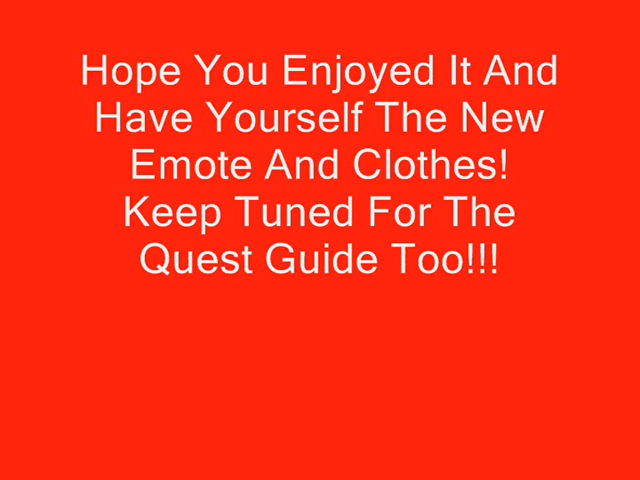 Hope You Enjoyed It And
Have Yourself The New
Emote And Clothes!
Keep Tuned For The
Quest Guide Too!!!